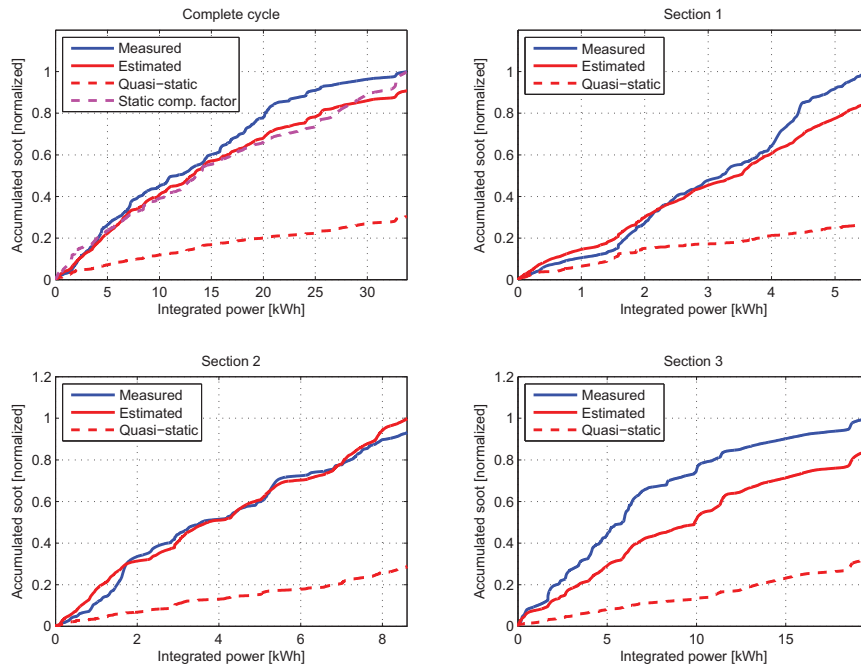 Complete cycle
Measured
Estimated
Quasi-static
Static comp. factor
1
0.8
0.6
0.4
0.2
0
0 5 10 15 20 25 30
Accumulated soot [normalized]
Integrated power [kWh]
Section 1
Measured
Estimated
Quasi-static
1
0.8
0.6
0.4
0.2
0
0 1 2 3 4 5
Accumulated soot [normalized]
Integrated power [kWh]
Section 2
Measured
Estimated
Quasi-static
1.2
1
0.8
0.6
0.4
0.2
0
0 2 4 6 8
Accumulated soot [normalized]
Integrated power [kWh]
Section 3
Measured
Estimated
Quasi-static
1.2
1
0.8
0.6
0.4
0.2
0
0 5 10 15
Accumulated soot [normalized]
Integrated power [kWh]